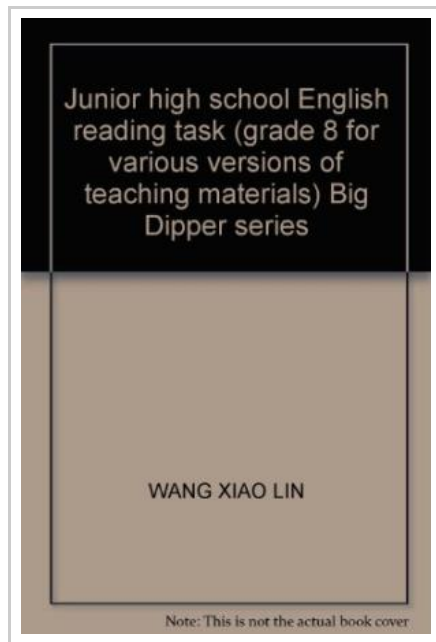 Junior high school English
reading task (grade 8 for
various versions of
teaching materials) Big
Dipper series
WANG XIAO LIN
Note: This is not the actual book cover